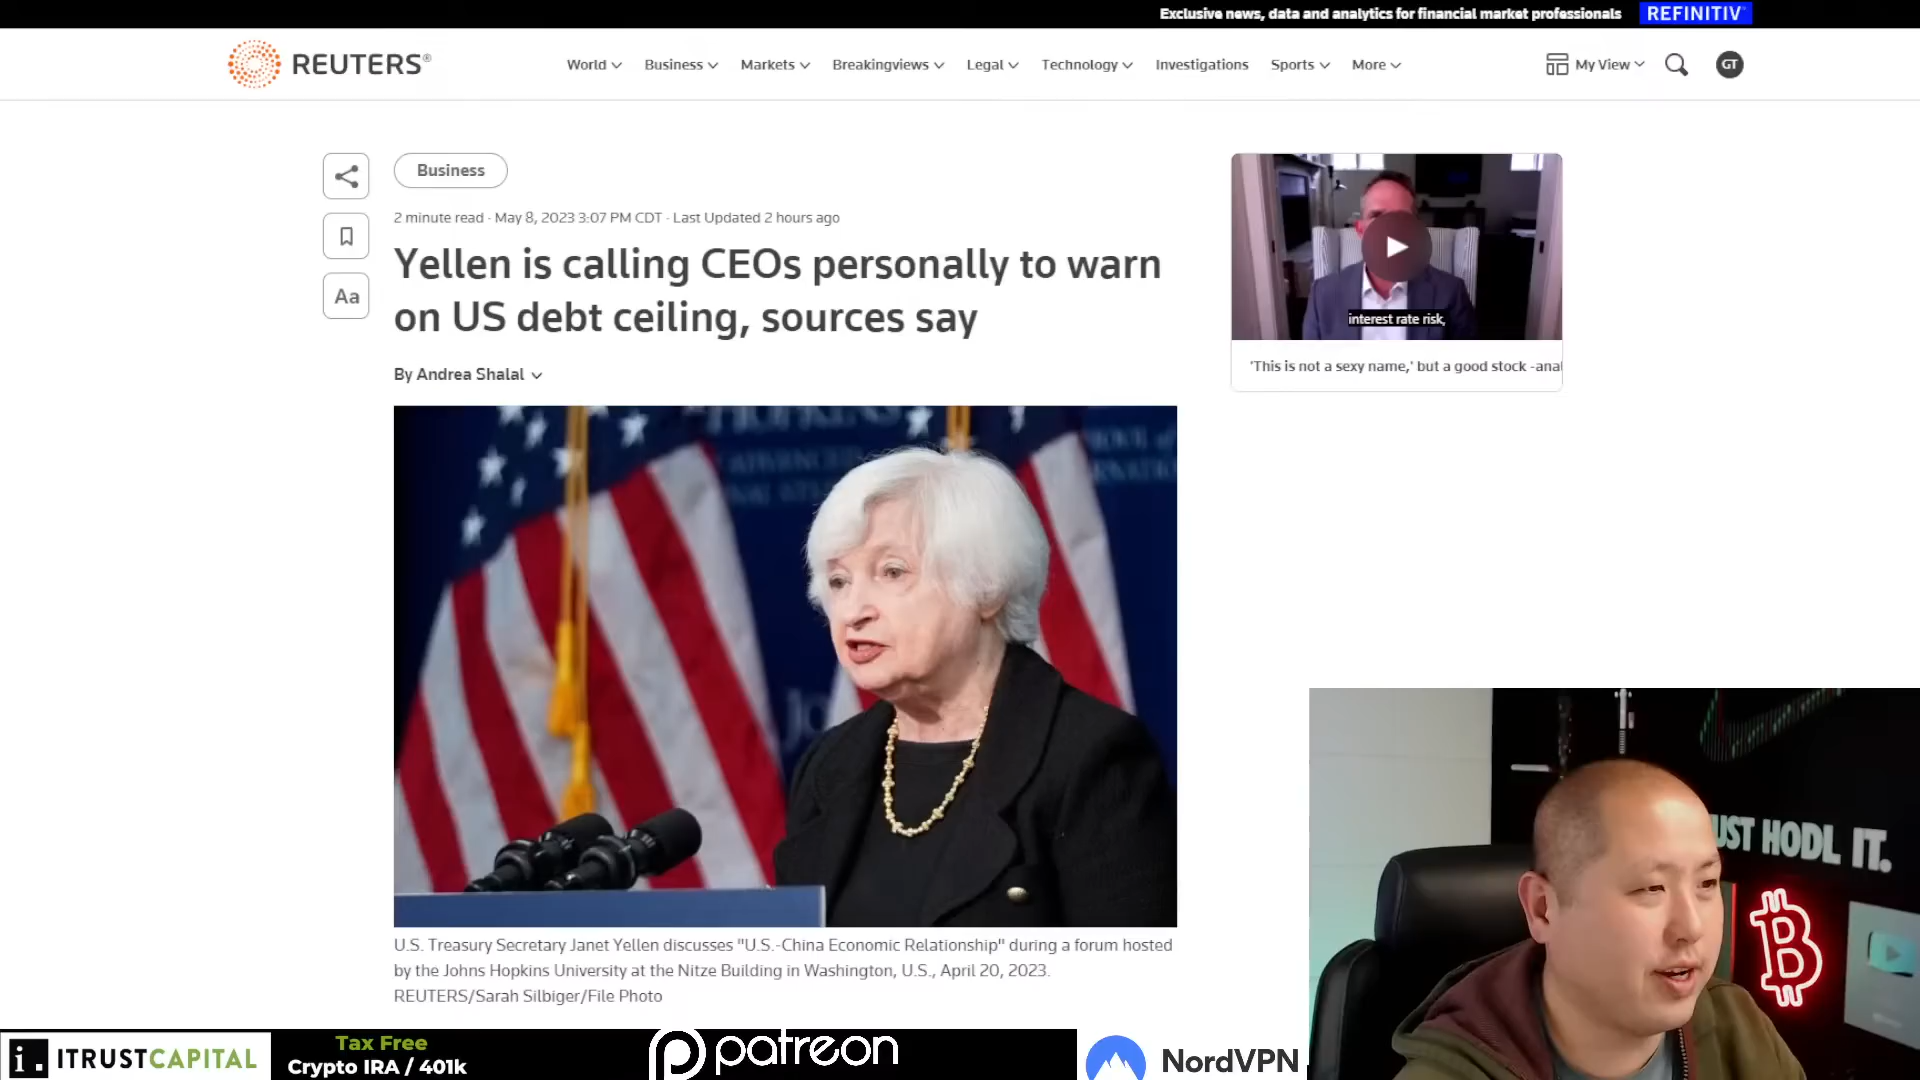 Exclusive news, data and analytics for financial market professionals REFINITIV
REUTERS®
World Business Markets Breakingviews Legal Technology Investigations Sports More
My View GT
Business
2 minute read · May 8, 2023 3:07 PM CDT · Last Updated 2 hours ago
Aa
Yellen is calling CEOs personally to warn
on US debt ceiling, sources say
By Andrea Shalal
HOPKINS
ADVANCED
interest rate risk,
'This is not a sexy name,' but a good stock -anal
U.S. Treasury Secretary Janet Yellen discusses "U.S.-China Economic Relationship" during a forum hosted
by the Johns Hopkins University at the Nitze Building in Washington, U.S., April 20, 2023.
REUTERS/Sarah Silbiger/File Photo
UST HODL IT.
i. ITRUSTCAPITAL
Tax Free
Crypto IRA / 401k
patreon
NordVPN